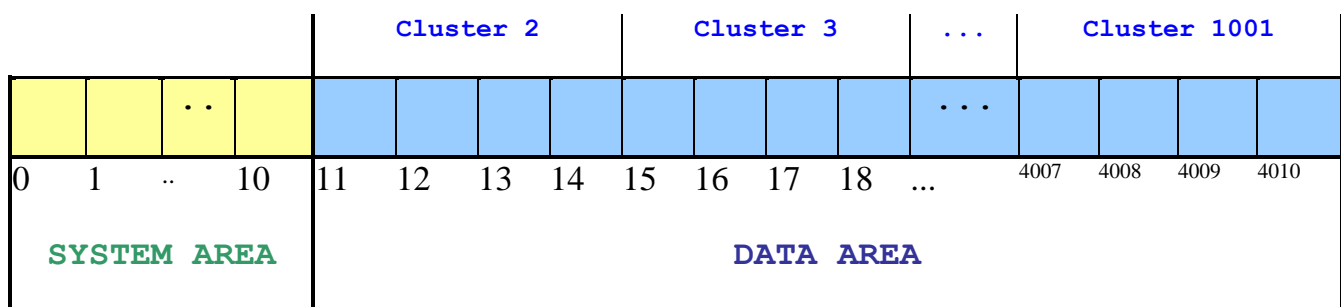 Cluster 2 Cluster 3 ... Cluster 1001
.. ...
0 1 .. 10 11 12 13 14 15 16 17 18 ... 4007 4008 4009 4010
SYSTEM AREA DATA AREA